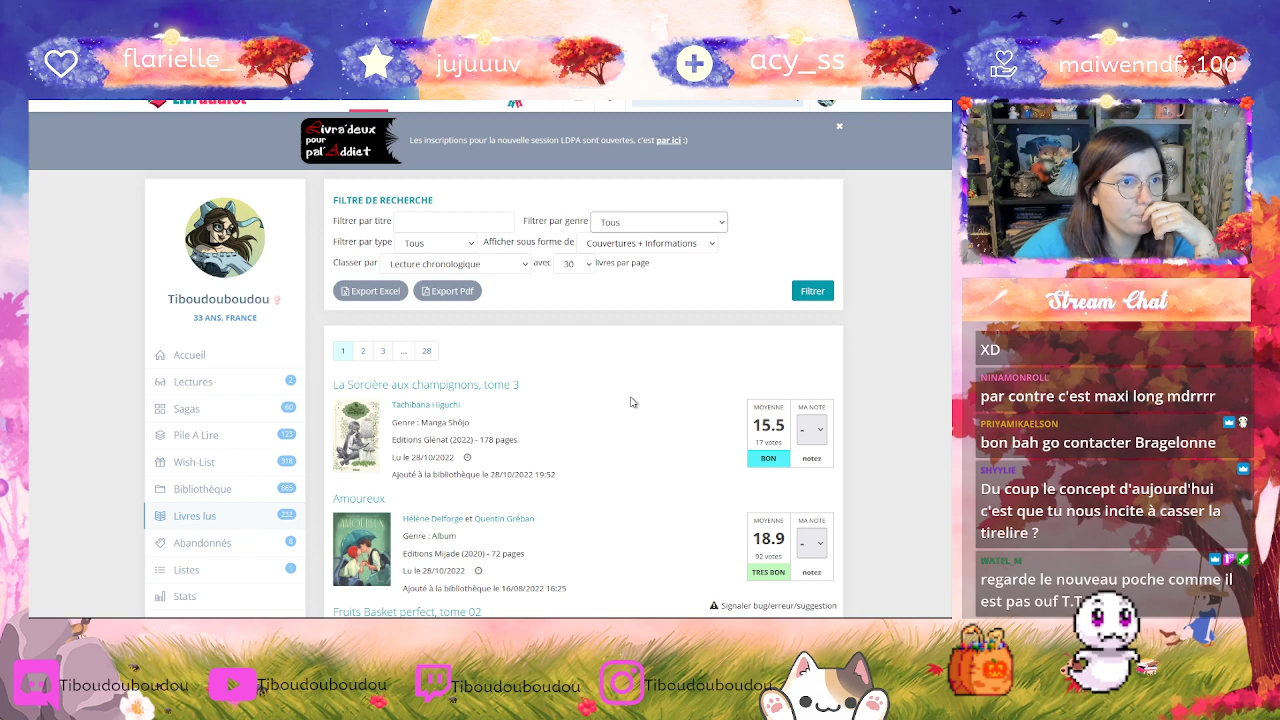 flarielle_
jujuuuv
acy_ss
maiwenndf: 100
Livraddict
Livra'deux
pour
pal'Addict
Les inscriptions pour la nouvelle session LDPA sont ouvertes, c'est par ici :)
Tiboudouboudou
33 ANS, FRANCE
Accueil
Lectures 2
Sagas 60
Pile A Lire 123
Wish-List 318
Bibliothèque 865
Livres lus 232
Abandonnés 8
Listes 1
Stats
FILTRE DE RECHERCHE
Filtrer par titre Filtrer par genre Tous
Filtrer par type Tous Afficher sous forme de Couvertures + Informations
Classer par Lecture chronologique avec 30 livres par page
Export Excel Export Pdf Filtrer
1 2 3 ... 28
La Sorcière aux champignons, tome 3
Tachibana Higuchi
Genre : Manga Shôjo
Editions Glénat (2022) - 178 pages
Lu le 28/10/2022
Ajouté à la bibliothèque le 28/10/2022 19:52
MOYENNE MA NOTE
15.5 -
17 votes
BON notez
Amoureux
Hélène Delforge et Quentin Gréban
Genre : Album
Editions Mijade (2020) - 72 pages
Lu le 28/10/2022
Ajouté à la bibliothèque le 16/08/2022 16:25
MOYENNE MA NOTE
18.9 -
92 votes
TRES BON notez
Fruits Basket perfect, tome 02
Signaler bug/erreur/suggestion
Stream Chat
XD
NINAMONROLL
par contre c'est maxi long mdrrrr
PRIYAMIKAELSON
bon bah go contacter Bragelonne
SHYYLIE
Du coup le concept d'aujourd'hui
c'est que tu nous incite à casser la
tirelire ?
WATEL_M
regarde le nouveau poche comme il
est pas ouf T.T
Tiboudouboudou
Tiboudouboudou
Tiboudouboudou
Tiboudouboudou